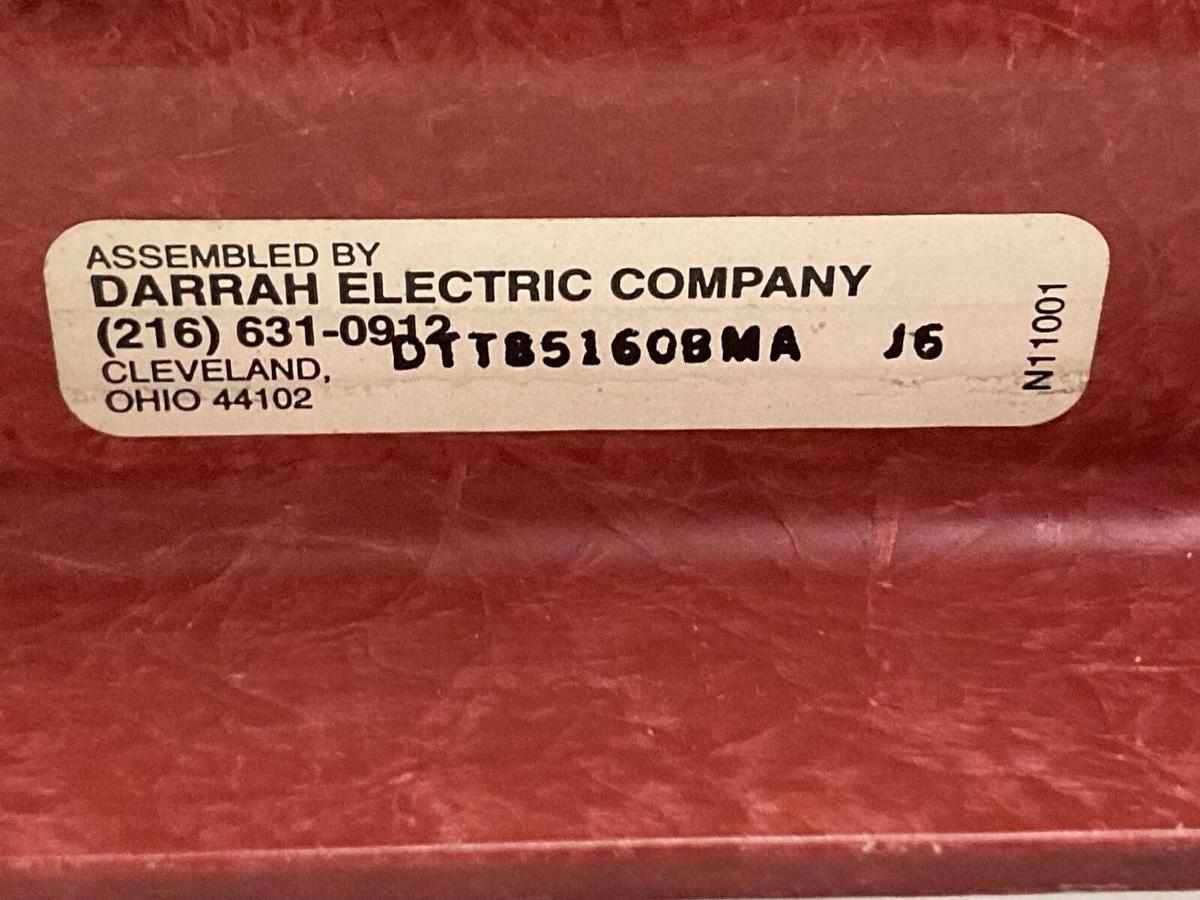 ASSEMBLED BY
DARRAH ELECTRIC COMPANY
(216) 631-0912
DTTB5160BMA J6
CLEVELAND,
OHIO 44102
N11001